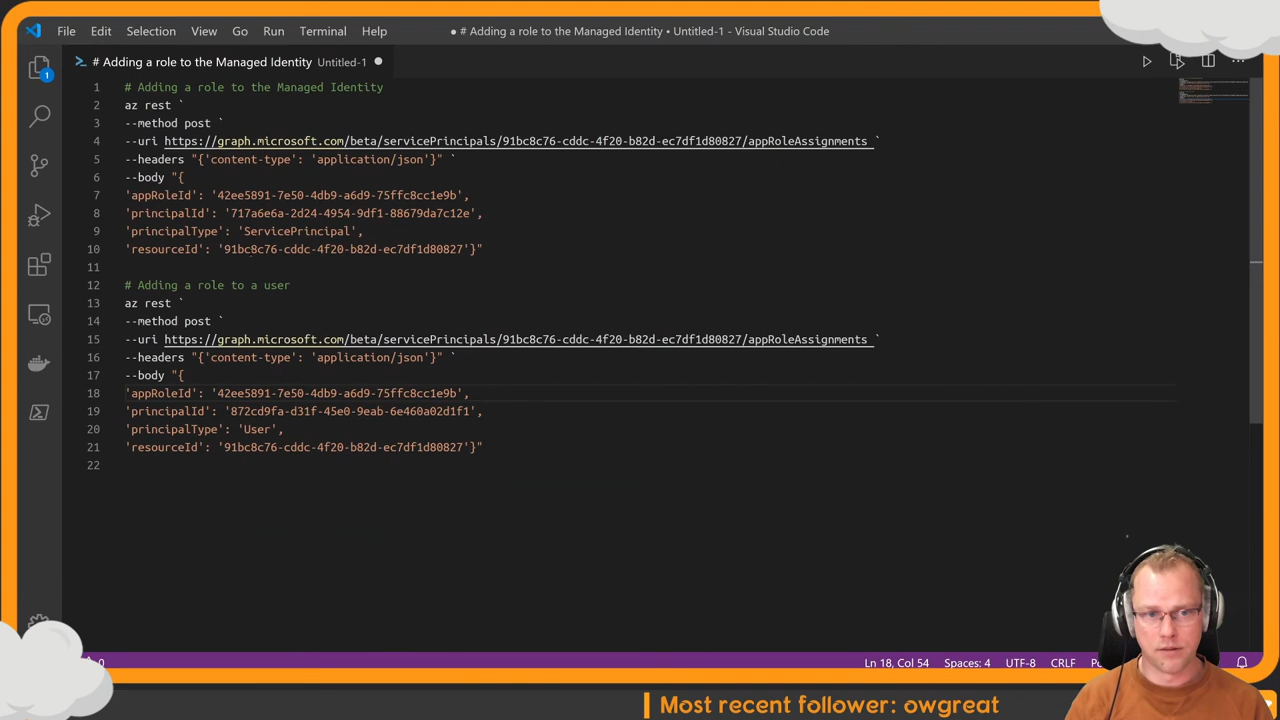 File Edit Selection View Go Run Terminal Help
● # Adding a role to the Managed Identity • Untitled-1 - Visual Studio Code
# Adding a role to the Managed Identity Untitled-1 ●
1
1 # Adding a role to the Managed Identity
2 az rest `
3 --method post `
4 --uri https://graph.microsoft.com/beta/servicePrincipals/91bc8c76-cddc-4f20-b82d-ec7df1d80827/appRoleAssignments `
5 --headers "{'content-type': 'application/json'}" `
6 --body "{
7 'appRoleId': '42ee5891-7e50-4db9-a6d9-75ffc8cc1e9b',
8 'principalId': '717a6e6a-2d24-4954-9df1-88679da7c12e',
9 'principalType': 'ServicePrincipal',
10 'resourceId': '91bc8c76-cddc-4f20-b82d-ec7df1d80827'}"
11
12 # Adding a role to a user
13 az rest `
14 --method post `
15 --uri https://graph.microsoft.com/beta/servicePrincipals/91bc8c76-cddc-4f20-b82d-ec7df1d80827/appRoleAssignments `
16 --headers "{'content-type': 'application/json'}" `
17 --body "{
18 'appRoleId': '42ee5891-7e50-4db9-a6d9-75ffc8cc1e9b',
19 'principalId': '872cd9fa-d31f-45e0-9eab-6e460a02d1f1',
20 'principalType': 'User',
21 'resourceId': '91bc8c76-cddc-4f20-b82d-ec7df1d80827'}"
22
0 Ln 18, Col 54 Spaces: 4 UTF-8 CRLF
Most recent follower: owgreat